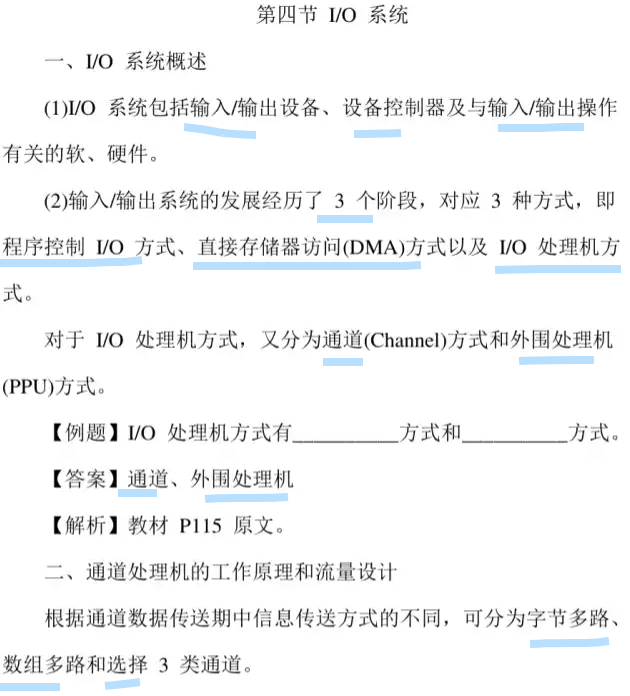 第四节 I/O 系统
一、I/O 系统概述
(1)I/O 系统包括输入/输出设备、设备控制器及与输入/输出操作
有关的软、硬件。
(2)输入/输出系统的发展经历了 3 个阶段，对应 3 种方式，即
程序控制 I/O 方式、直接存储器访问(DMA)方式以及 I/O 处理机方
式。
对于 I/O 处理机方式，又分为通道(Channel)方式和外围处理机
(PPU)方式。
【例题】I/O 处理机方式有__________方式和__________方式。
【答案】通道、外围处理机
【解析】教材 P115 原文。
二、通道处理机的工作原理和流量设计
根据通道数据传送期中信息传送方式的不同，可分为字节多路、
数组多路和选择 3 类通道。